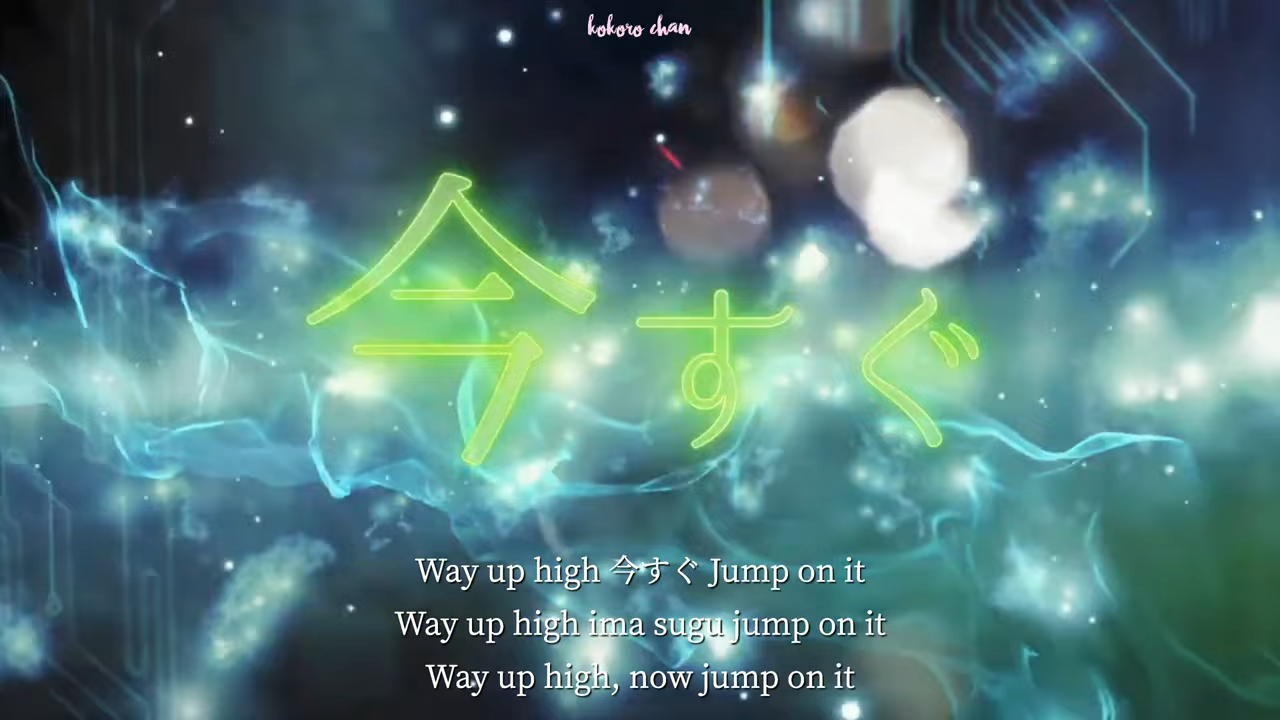 kokoro chan
今すぐ
Way up high 今すぐ Jump on it
Way up high ima sugu jump on it
Way up high, now jump on it